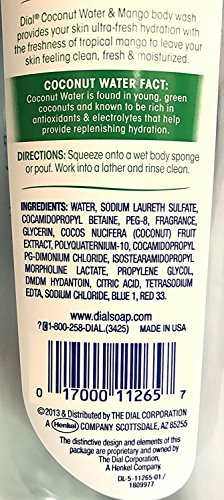 Dial® Coconut Water & Mango body wash
provides your skin ultra-fresh hydration with
the freshness of tropical mango to leave your
skin feeling clean, fresh & moisturized.
COCONUT WATER FACT:
Coconut Water is found in young, green
coconuts and known to be rich in
antioxidants & electrolytes that help
provide replenishing hydration.
DIRECTIONS: Squeeze onto a wet body sponge
or pouf. Work into a lather and rinse clean.
INGREDIENTS: WATER, SODIUM LAURETH SULFATE,
COCAMIDOPROPYL BETAINE, PEG-8, FRAGRANCE,
GLYCERIN, COCOS NUCIFERA (COCONUT) FRUIT
EXTRACT, POLYQUATERNIUM-10, COCAMIDOPROPYL
PG-DIMONIUM CHLORIDE, ISOSTEARAMIDOPROPYL
MORPHOLINE LACTATE, PROPYLENE GLYCOL,
DMDM HYDANTOIN, CITRIC ACID, TETRASODIUM
EDTA, SODIUM CHLORIDE, BLUE 1, RED 33.
www.dialsoap.com
1-800-258-DIAL (3425) MADE IN USA
0 17000 11265 7
©2013 & Distributed by THE DIAL CORPORATION
A Henkel COMPANY SCOTTSDALE, AZ 85255
The distinctive design and elements of
this package are proprietary and owned by
The Dial Corporation,
A Henkel Company.
DL-5-11265-01/
1809977